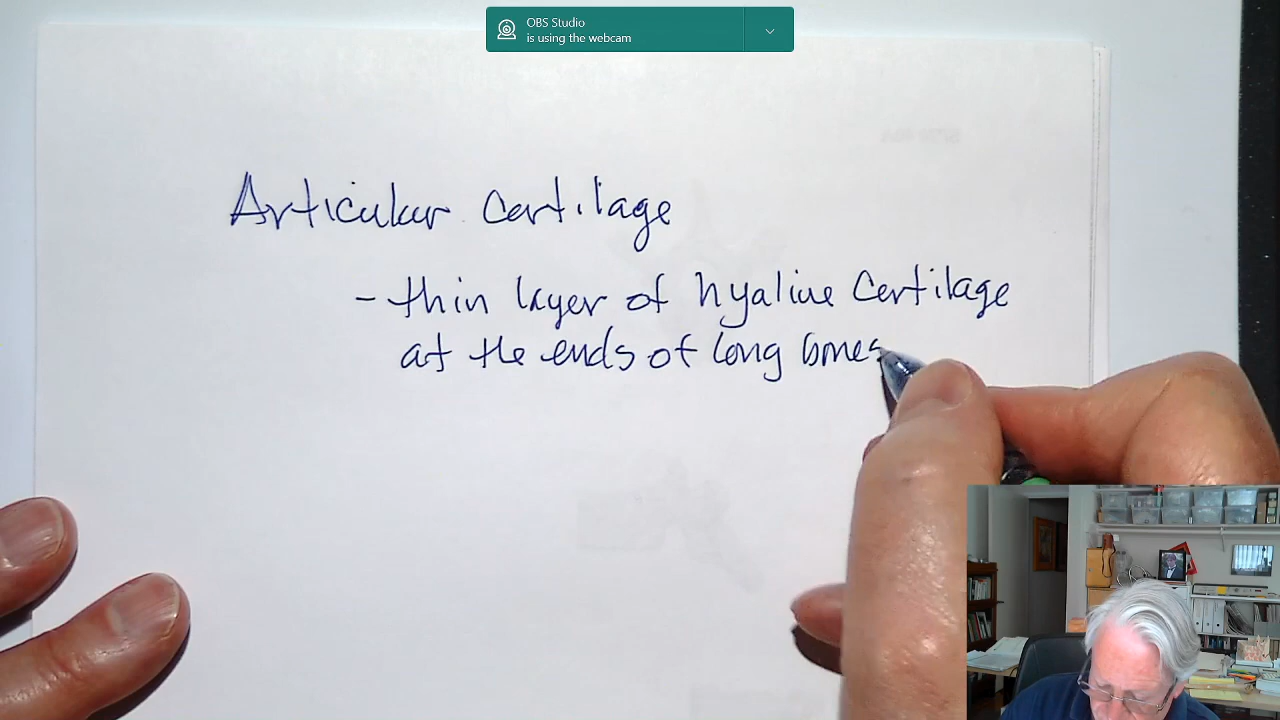 OBS Studio
is using the webcam
Articular Cartilage
- thin layer of hyaline Cartilage
at the ends of long bones